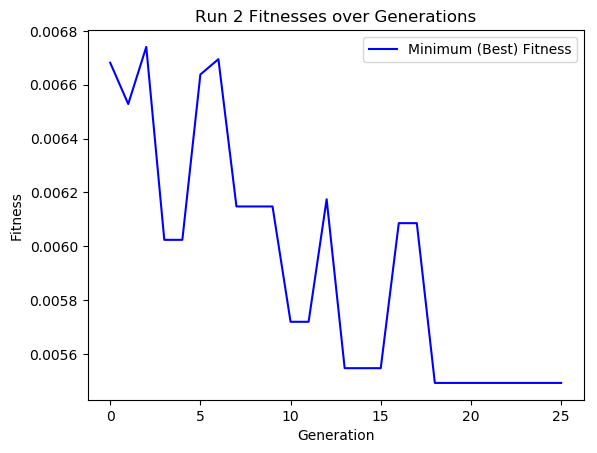 Run 2 Fitnesses over Generations
Minimum (Best) Fitness
Fitness
0.0068
0.0066
0.0064
0.0062
0.0060
0.0058
0.0056
0 5 10 15 20 25
Generation